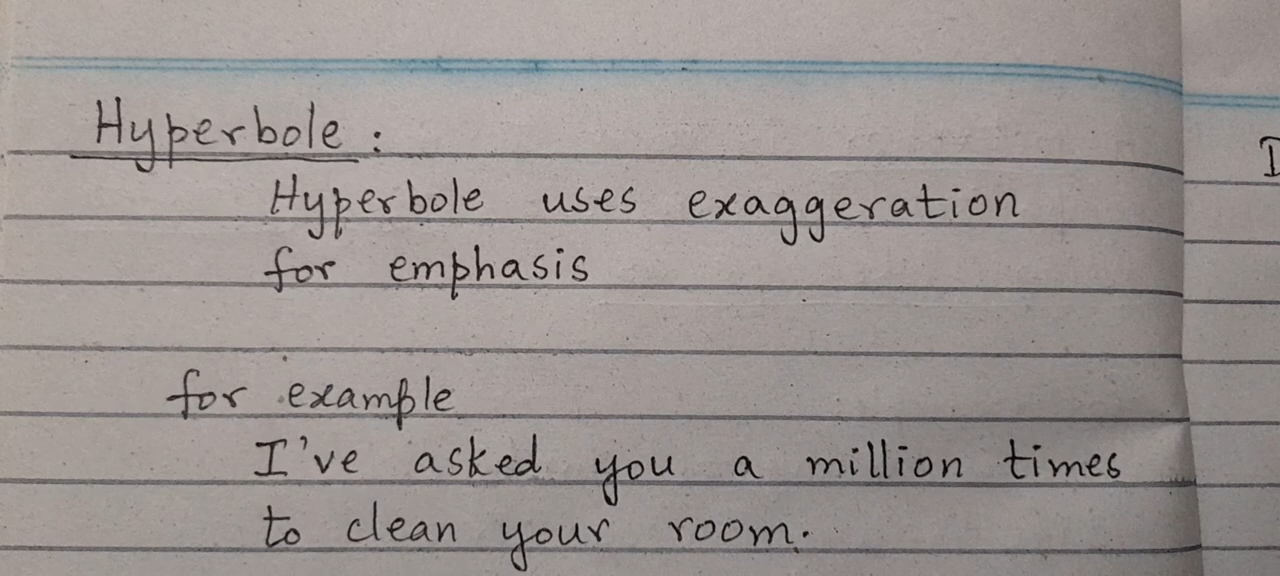 Hyperbole :
Hyperbole uses exaggeration
for emphasis
for example
I've asked you a million times
to clean your room.